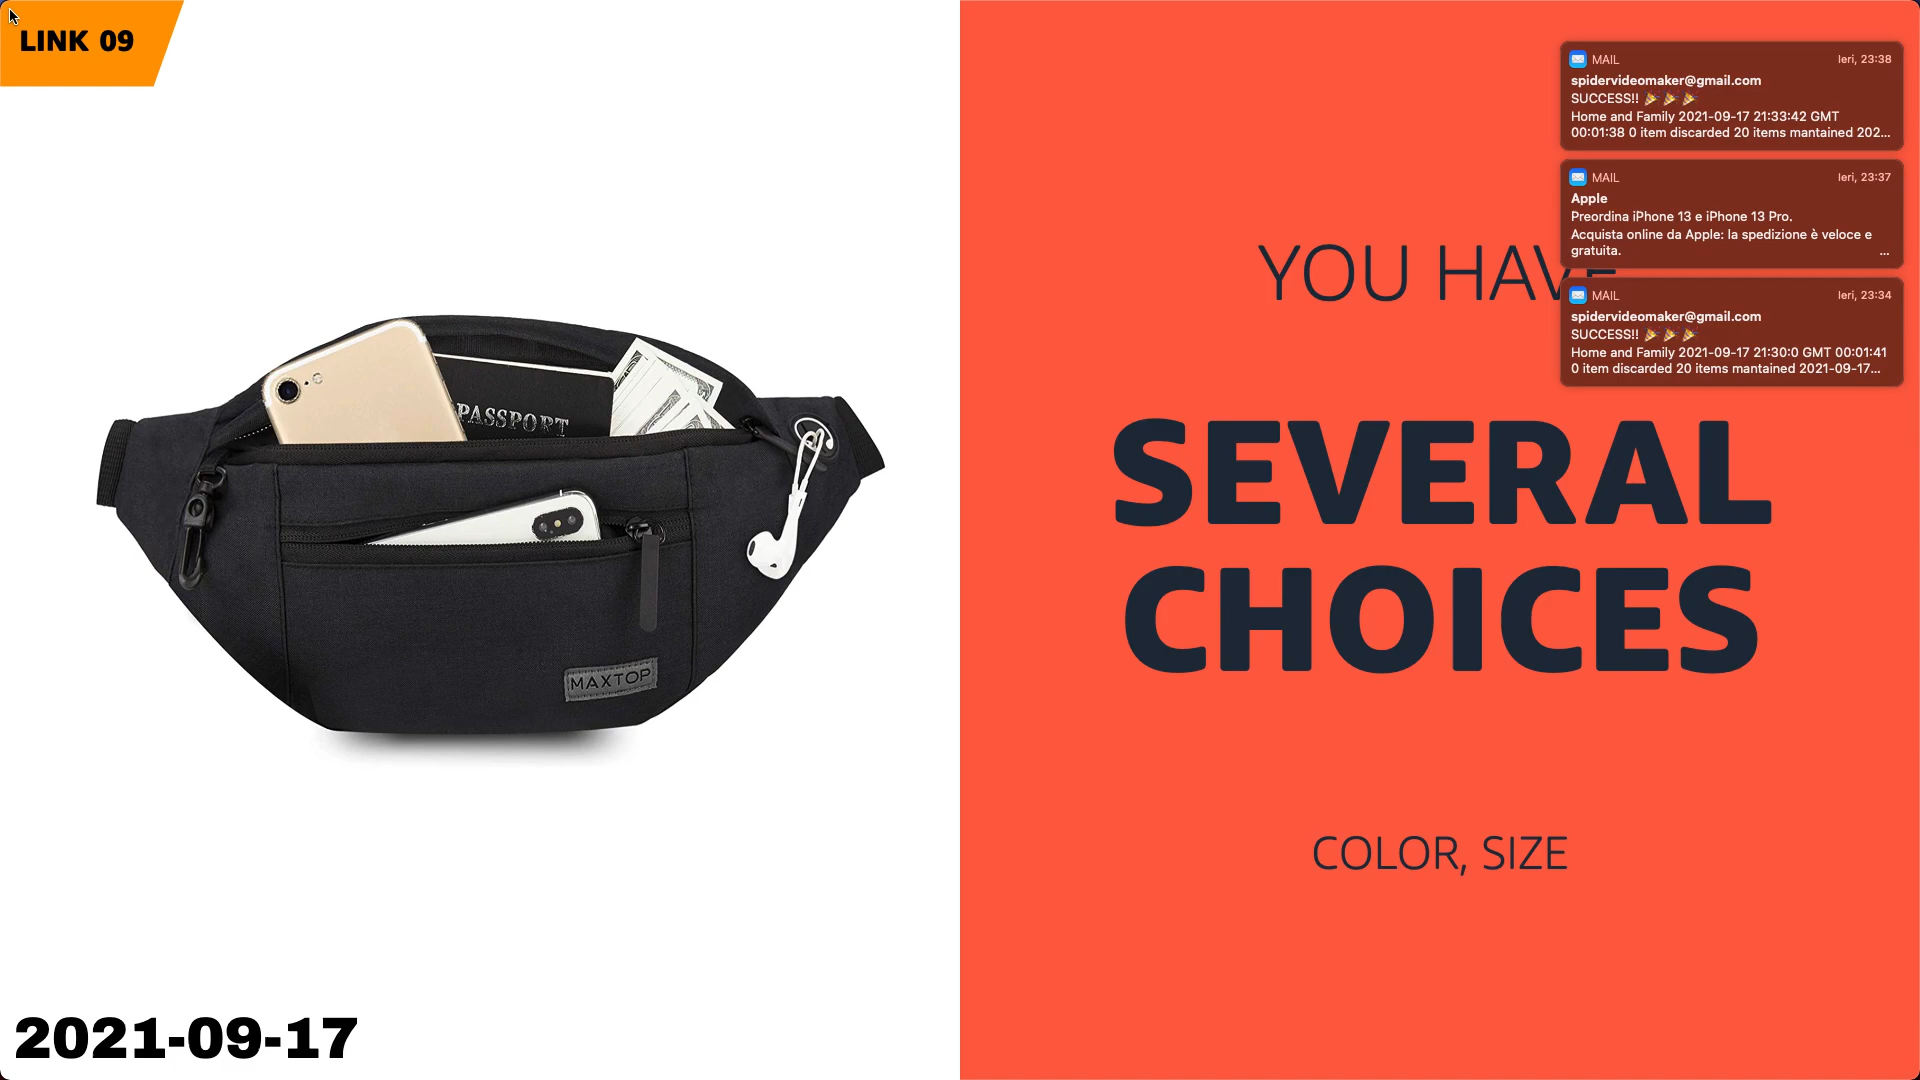 LINK 09
PASSPORT
MAXTOP
2021-09-17
YOU HAVE
SEVERAL
CHOICES
COLOR, SIZE
MAIL
Ieri, 23:38
spidervideomaker@gmail.com
SUCCESS!! 🎉🎉🎉
Home and Family 2021-09-17 21:33:42 GMT
00:01:38 0 item discarded 20 items mantained 202...
MAIL
Ieri, 23:37
Apple
Preordina iPhone 13 e iPhone 13 Pro.
Acquista online da Apple: la spedizione è veloce e
gratuita. ...
MAIL
Ieri, 23:34
spidervideomaker@gmail.com
SUCCESS!! 🎉🎉🎉
Home and Family 2021-09-17 21:30:0 GMT 00:01:41
0 item discarded 20 items mantained 2021-09-17...